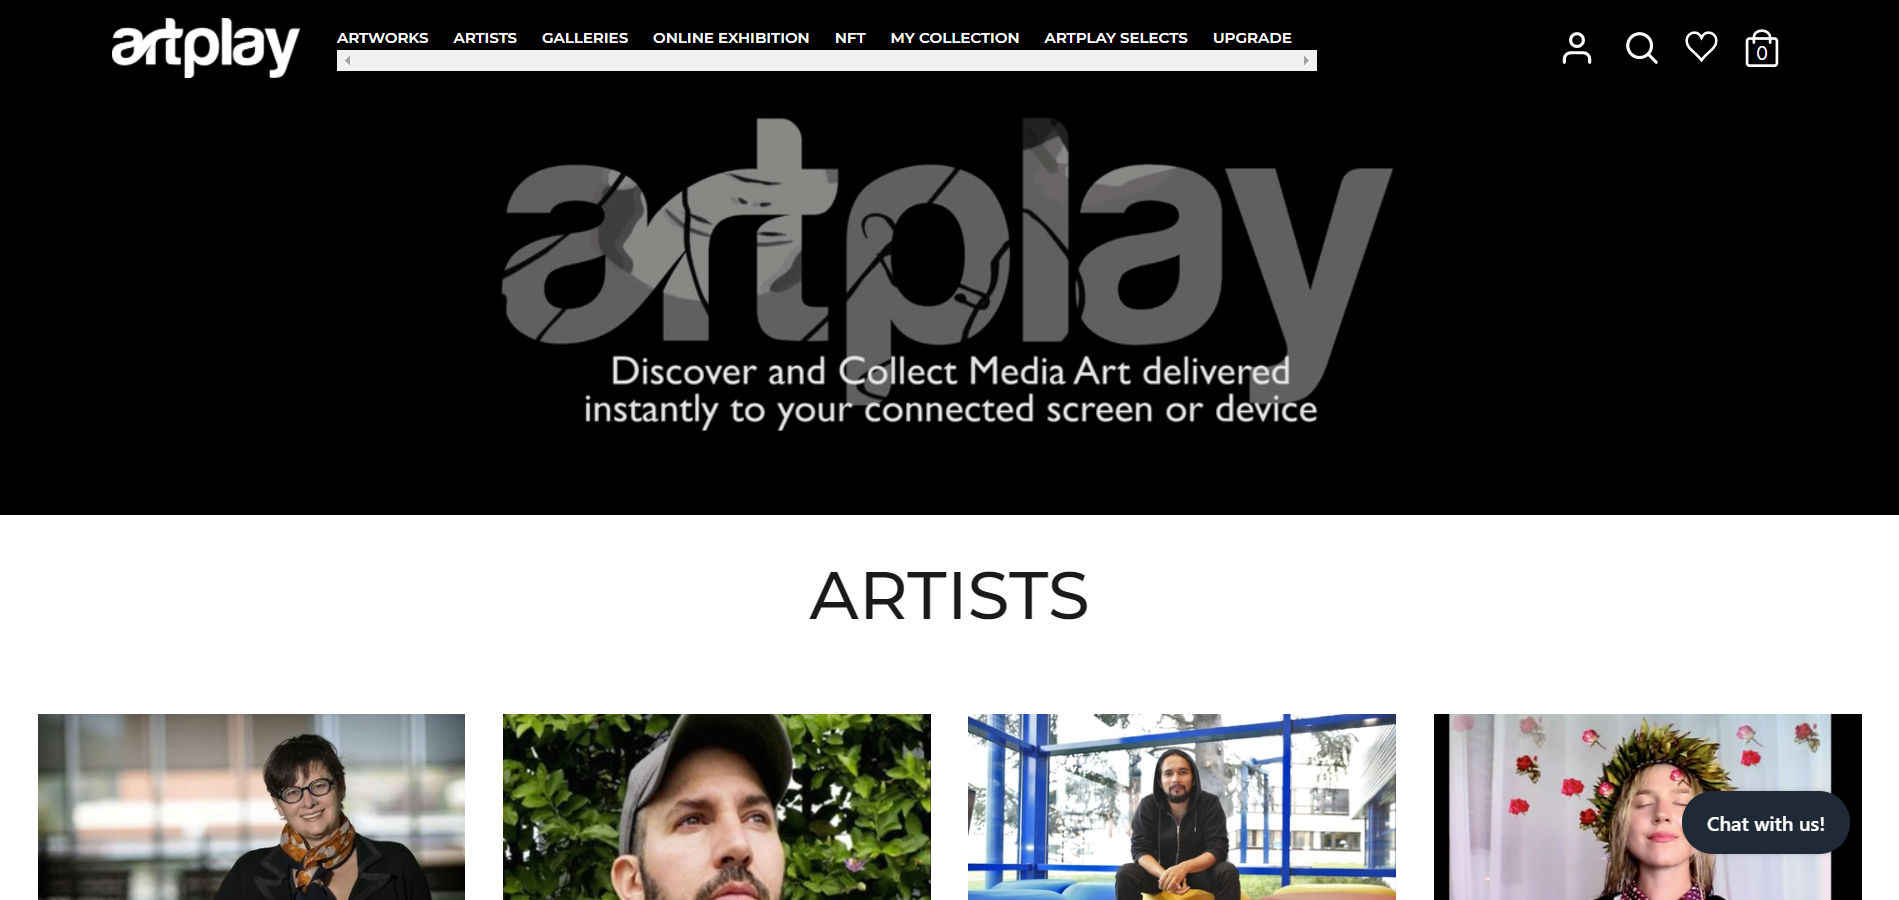 artplay
ARTWORKS ARTISTS GALLERIES ONLINE EXHIBITION NFT MY COLLECTION ARTPLAY SELECTS UPGRADE
0
artplay
Discover and Collect Media Art delivered
instantly to your connected screen or device
ARTISTS
Chat with us!